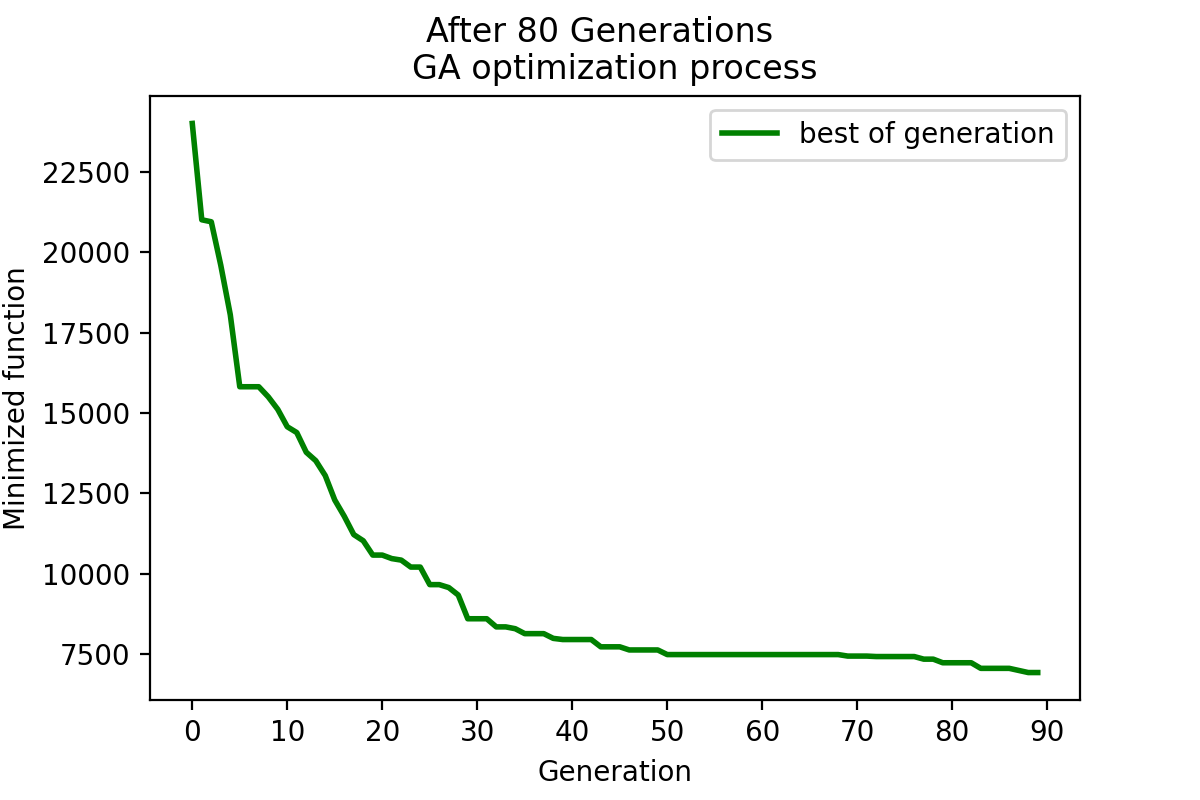 After 80 Generations
GA optimization process
best of generation
22500
20000
17500
15000
12500
10000
7500
Minimized function
0 10 20 30 40 50 60 70 80 90
Generation